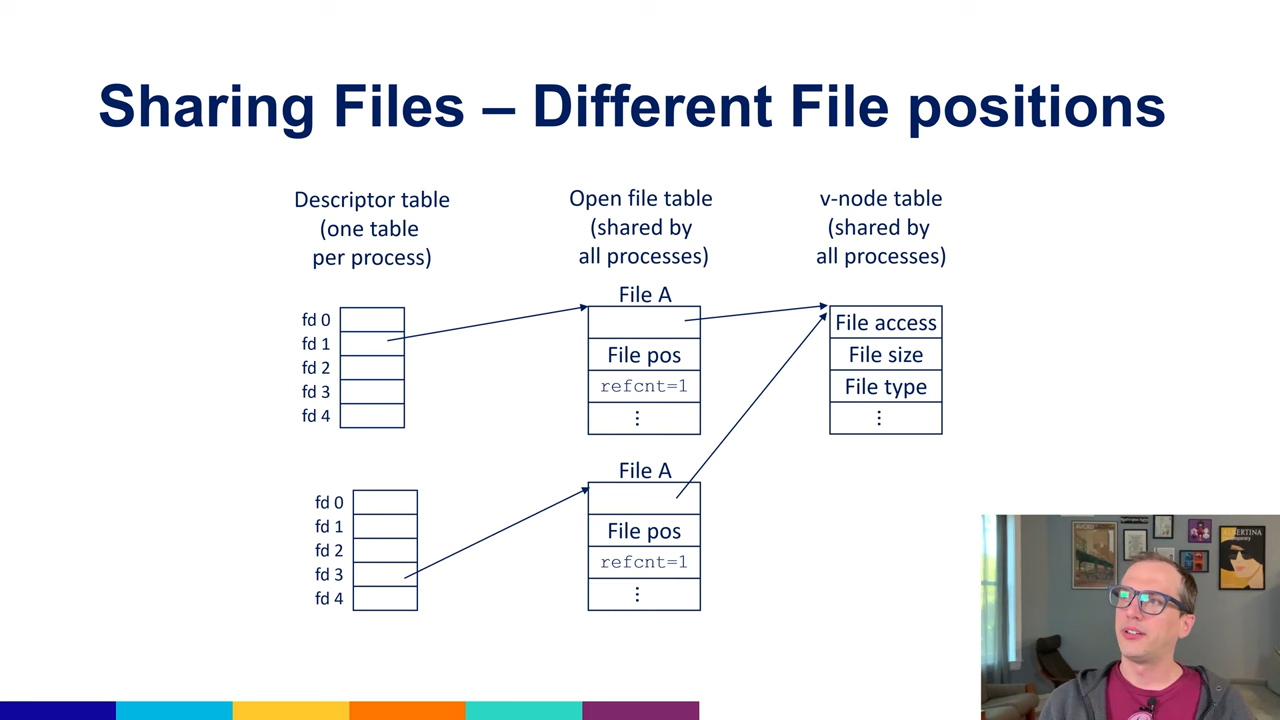 Sharing Files – Different File positions
Descriptor table
(one table
per process)
Open file table
(shared by
all processes)
v-node table
(shared by
all processes)
fd 0
fd 1
fd 2
fd 3
fd 4
File A
File pos
refcnt=1
⋮
File access
File size
File type
⋮
fd 0
fd 1
fd 2
fd 3
fd 4
File A
File pos
refcnt=1
⋮
ALBERTINA